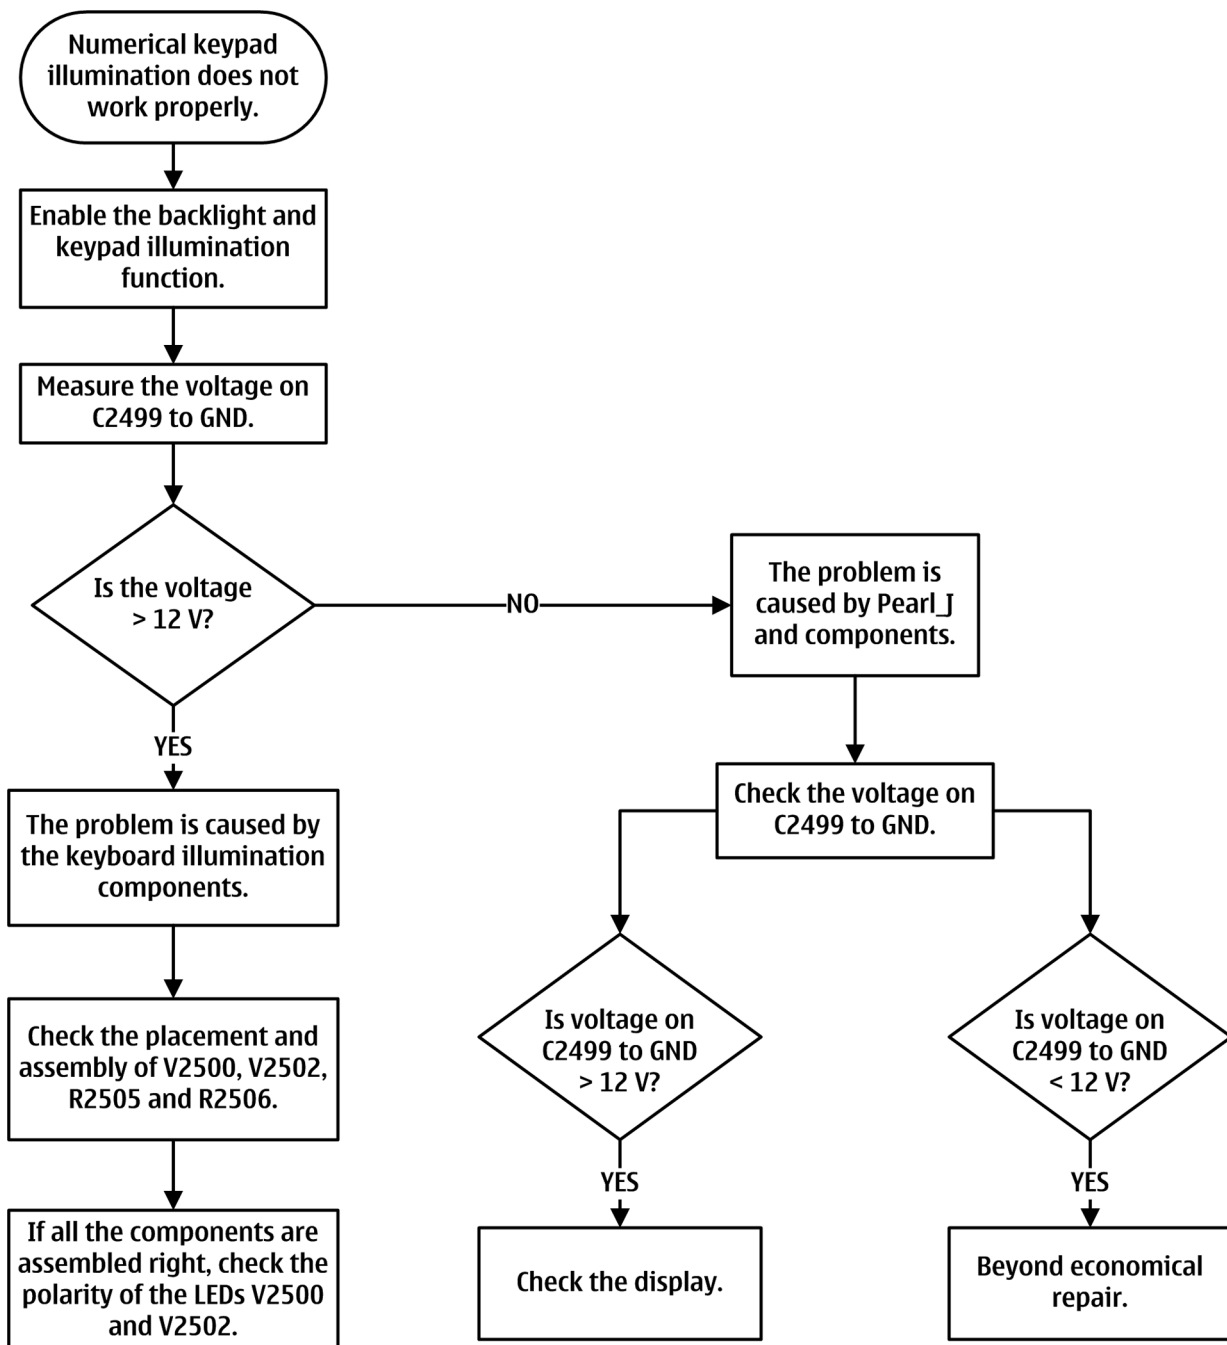 Numerical keypad
illumination does not
work properly.
Enable the backlight and
keypad illumination
function.
Measure the voltage on
C2499 to GND.
Is the voltage
> 12 V?
NO
The problem is
caused by Pearl_J
and components.
YES
Check the voltage on
C2499 to GND.
The problem is caused by
the keyboard illumination
components.
Check the placement and
assembly of V2500, V2502,
R2505 and R2506.
Is voltage on
C2499 to GND
> 12 V?
Is voltage on
C2499 to GND
< 12 V?
YES
YES
If all the components are
assembled right, check the
polarity of the LEDs V2500
and V2502.
Check the display.
Beyond economical
repair.